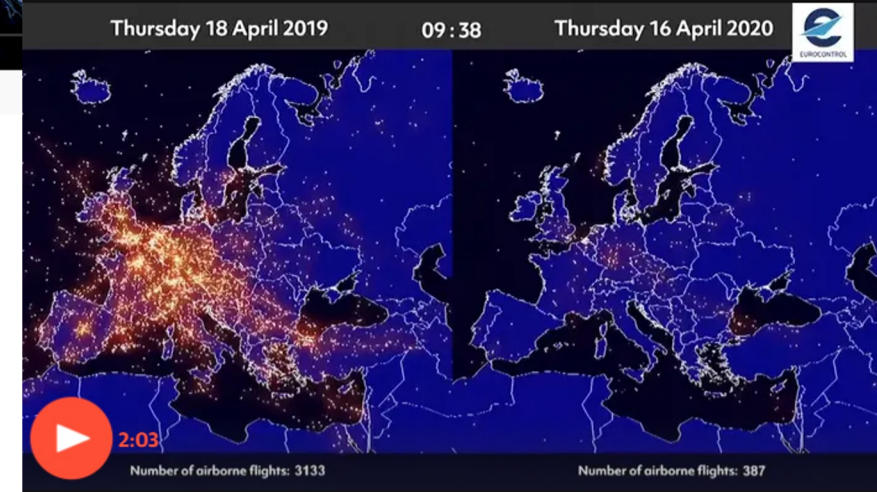 Thursday 18 April 2019
09:38
Thursday 16 April 2020
EUROCONTROL
2:03
Number of airborne flights: 3133
Number of airborne flights: 387